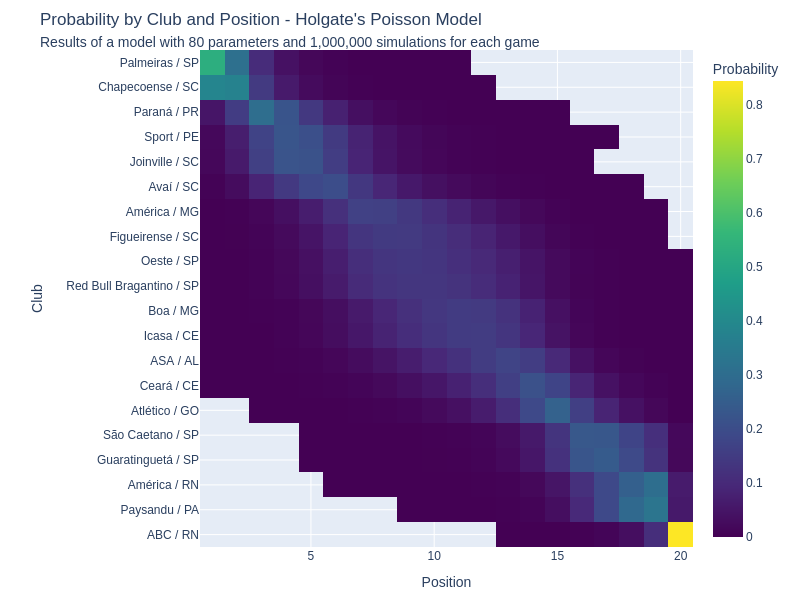 Probability by Club and Position - Holgate's Poisson Model
Results of a model with 80 parameters and 1,000,000 simulations for each game
Probability
Club
Palmeiras / SP
Chapecoense / SC
Paraná / PR
Sport / PE
Joinville / SC
Avaí / SC
América / MG
Figueirense / SC
Oeste / SP
Red Bull Bragantino / SP
Boa / MG
Icasa / CE
ASA / AL
Ceará / CE
Atlético / GO
São Caetano / SP
Guaratinguetá / SP
América / RN
Paysandu / PA
ABC / RN
0.8
0.7
0.6
0.5
0.4
0.3
0.2
0.1
0
5 10 15 20
Position